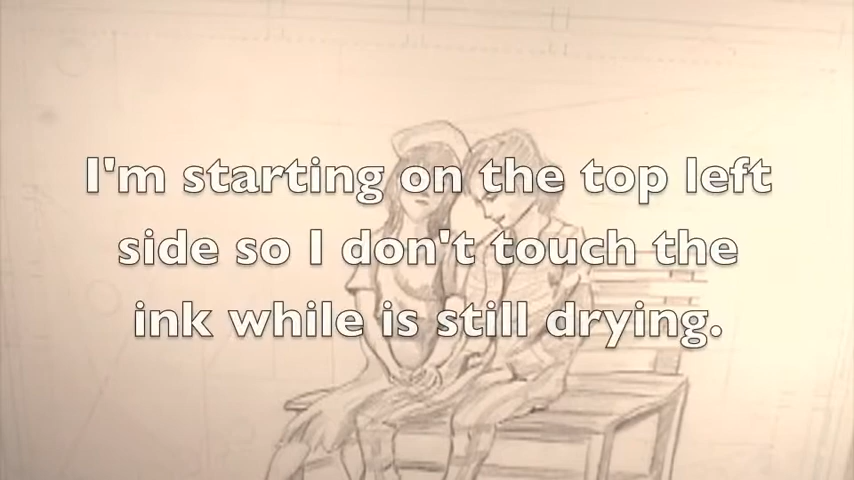 I'm starting on the top left
side so I don't touch the
ink while is still drying.